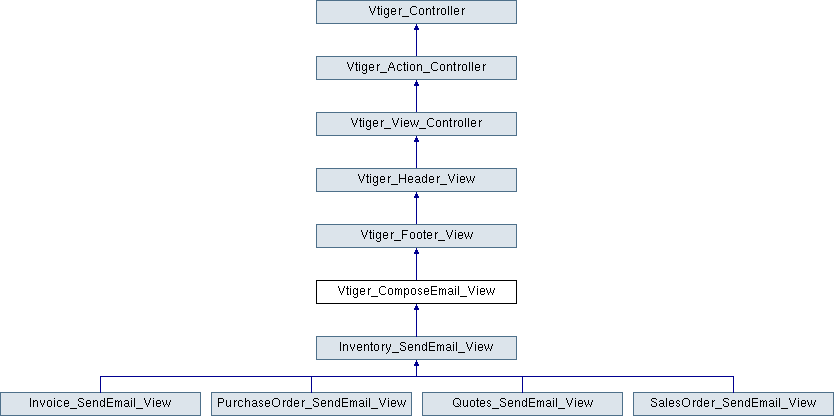 Vtiger_Controller
Vtiger_Action_Controller
Vtiger_View_Controller
Vtiger_Header_View
Vtiger_Footer_View
Vtiger_ComposeEmail_View
Inventory_SendEmail_View
Invoice_SendEmail_View
PurchaseOrder_SendEmail_View
Quotes_SendEmail_View
SalesOrder_SendEmail_View